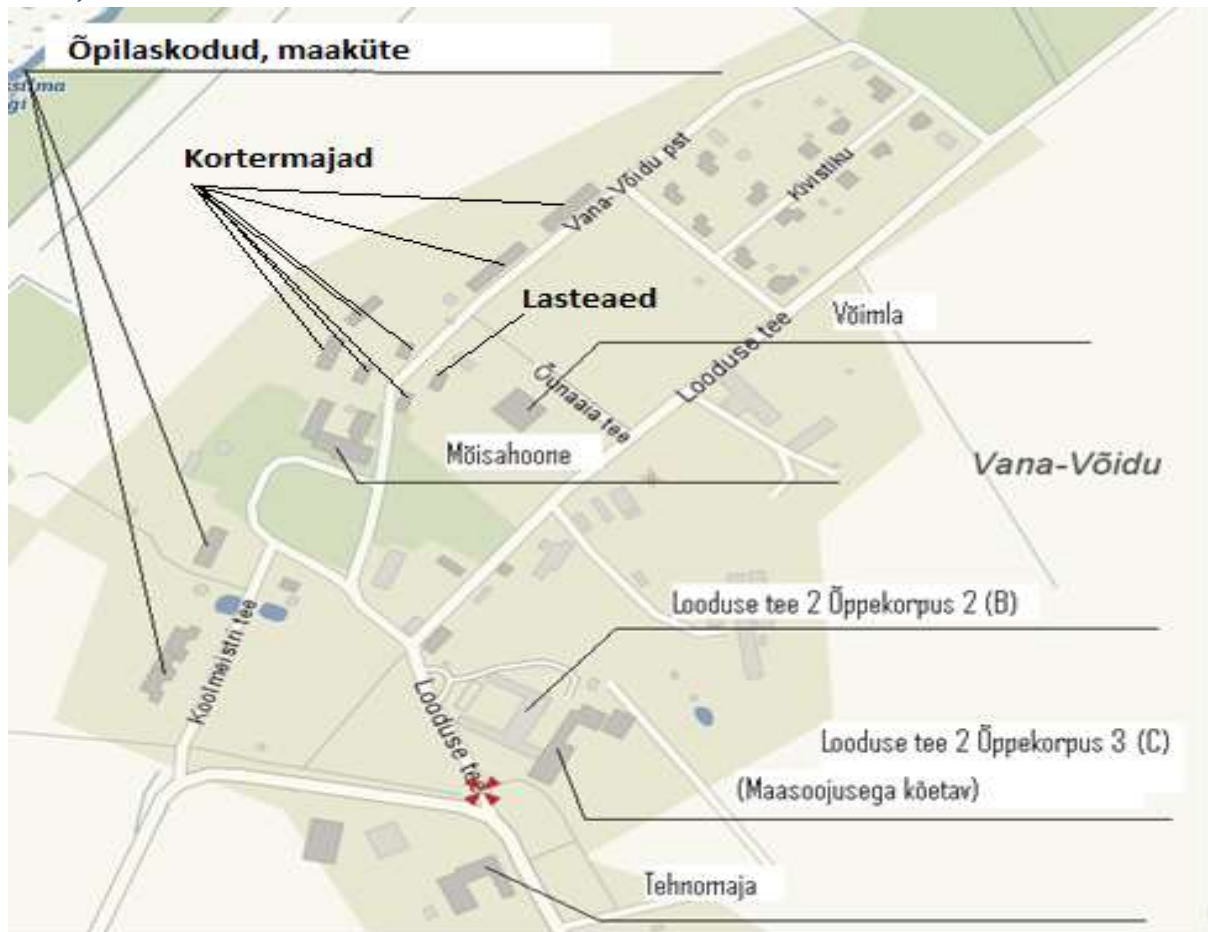 Õpilaskodud, maaküte
Kortermajad
Vana-Võidu pst
Kivistiku
Lasteaed
Võimla
Looduse tee
Õunaaia tee
Mõisahoone
Vana-Võidu
Looduse tee 2 Õppekorpus 2 (B)
Koolmeistri tee
Looduse tee
Looduse tee 2 Õppekorpus 3 (C)
(Maasoojusega kõetav)
Tehnomaja